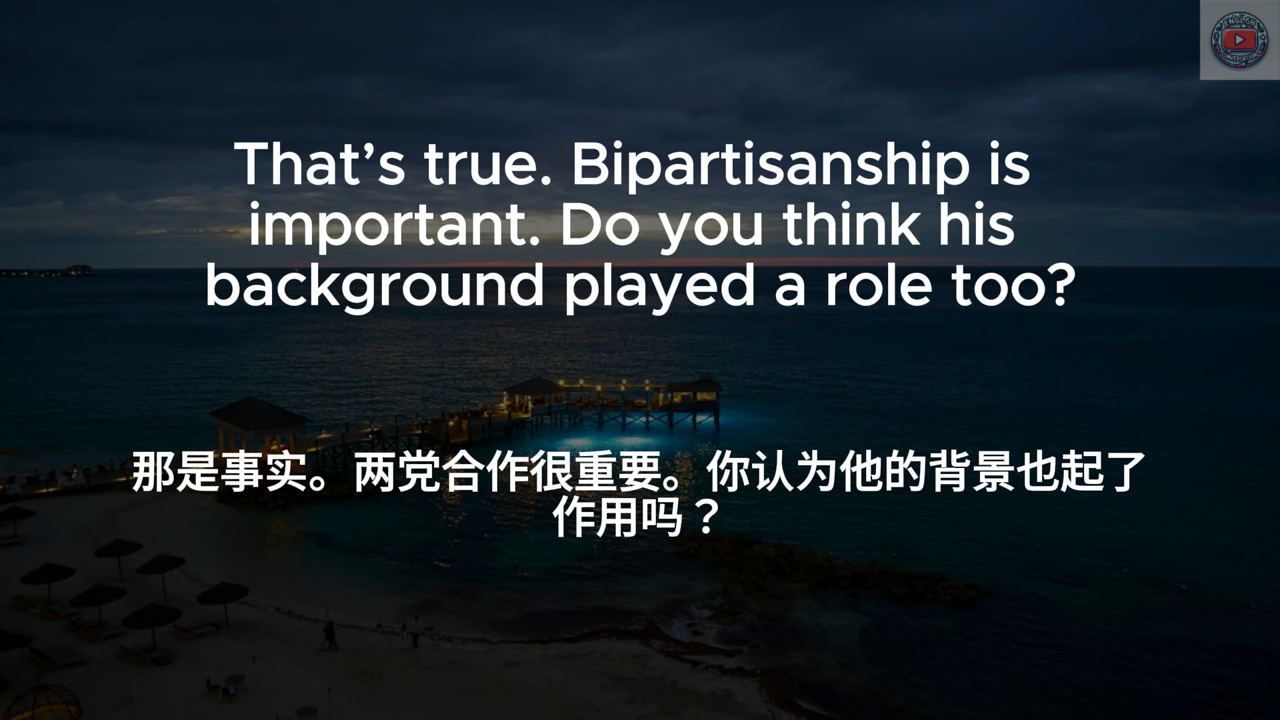 That’s true. Bipartisanship is
important. Do you think his
background played a role too?
那是事实。两党合作很重要。你认为他的背景也起了
作用吗？
ENGLISH